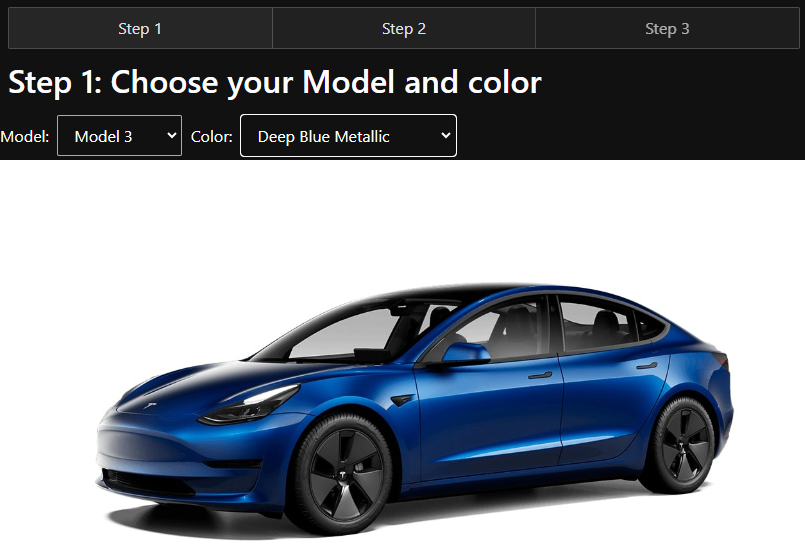 Step 1 Step 2 Step 3
Step 1: Choose your Model and color
Model: Model 3 Color: Deep Blue Metallic